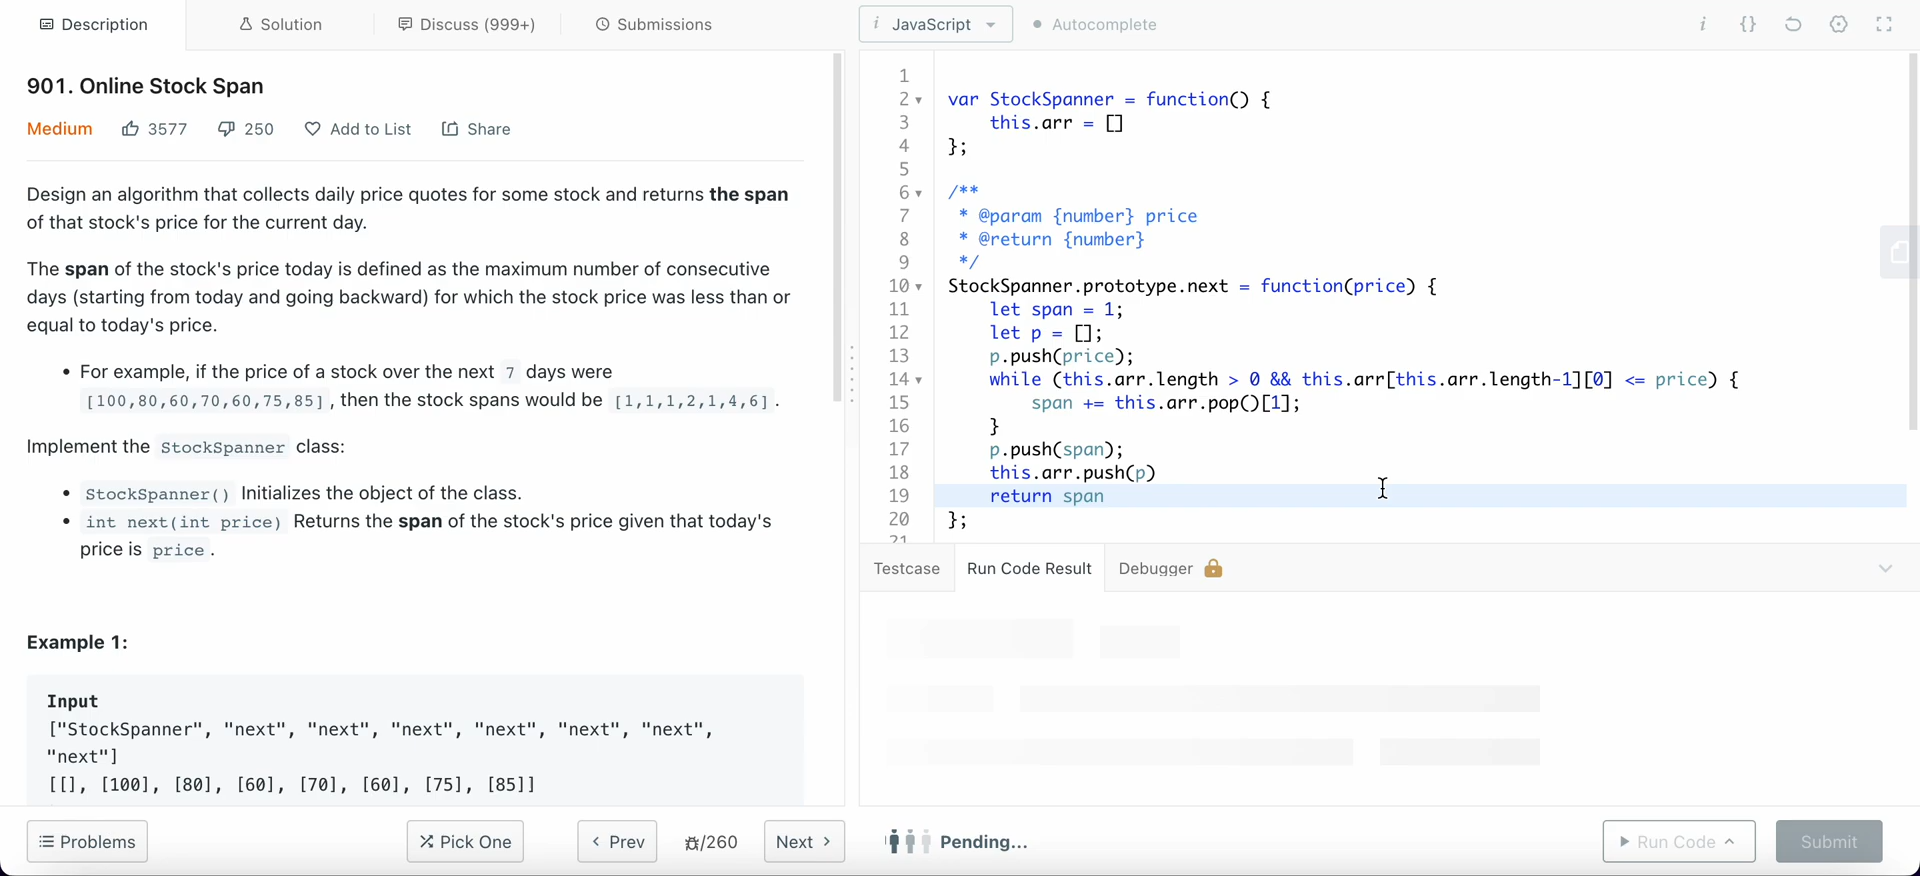 Description
Solution
Discuss (999+)
Submissions
i JavaScript
Autocomplete
i {}
901. Online Stock Span
Medium 3577 250 Add to List Share
Design an algorithm that collects daily price quotes for some stock and returns the span
of that stock's price for the current day.
The span of the stock's price today is defined as the maximum number of consecutive
days (starting from today and going backward) for which the stock price was less than or
equal to today's price.
• For example, if the price of a stock over the next 7 days were
[100,80,60,70,60,75,85], then the stock spans would be [1,1,1,2,1,4,6].
Implement the StockSpanner class:
• StockSpanner() Initializes the object of the class.
• int next(int price) Returns the span of the stock's price given that today's
price is price.
Example 1:
Input
["StockSpanner", "next", "next", "next", "next", "next", "next",
"next"]
[[], [100], [80], [60], [70], [60], [75], [85]]
Problems
Pick One
Prev
/260
Next
1
2 var StockSpanner = function() {
3 this.arr = []
4 };
5
6 /**
7 * @param {number} price
8 * @return {number}
9 */
10 StockSpanner.prototype.next = function(price) {
11 let span = 1;
12 let p = [];
13 p.push(price);
14 while (this.arr.length > 0 && this.arr[this.arr.length-1][0] <= price) {
15 span += this.arr.pop()[1];
16 }
17 p.push(span);
18 this.arr.push(p)
19 return span
20 };
21
Testcase
Run Code Result
Debugger
Pending...
Run Code
Submit